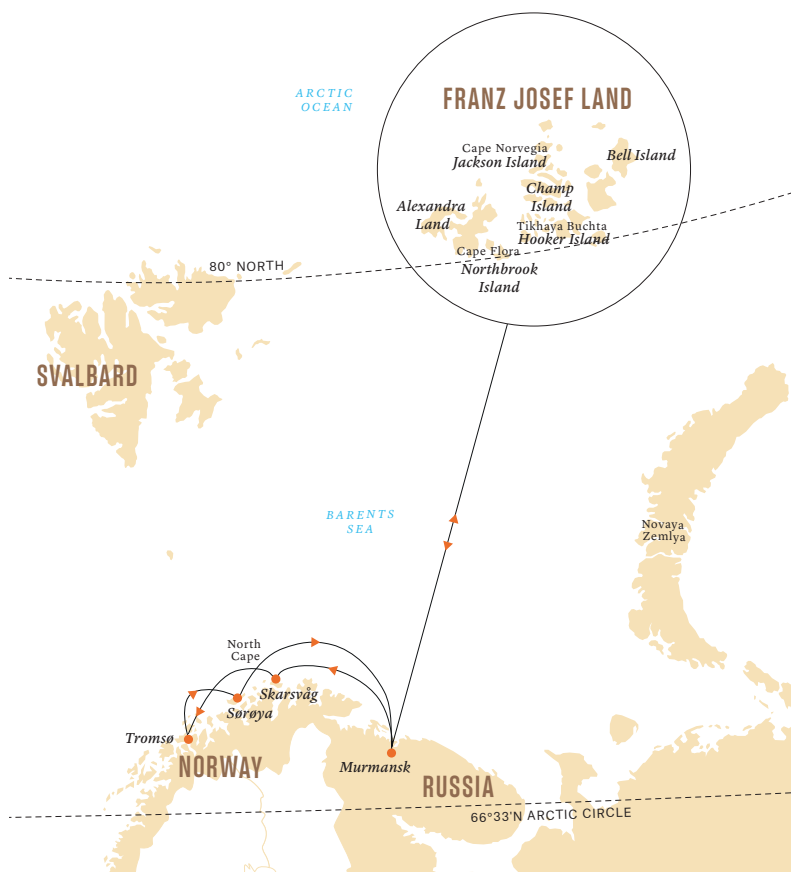 ARCTIC
OCEAN
FRANZ JOSEF LAND
Cape Norvegia
Jackson Island
Bell Island
Champ
Island
Alexandra
Land
Tikhaya Buchta
Hooker Island
Cape Flora
Northbrook
Island
80° NORTH
SVALBARD
BARENTS
SEA
Novaya
Zemlya
North
Cape
Skarsvåg
Sørøya
Tromsø
NORWAY
Murmansk
RUSSIA
66°33'N ARCTIC CIRCLE